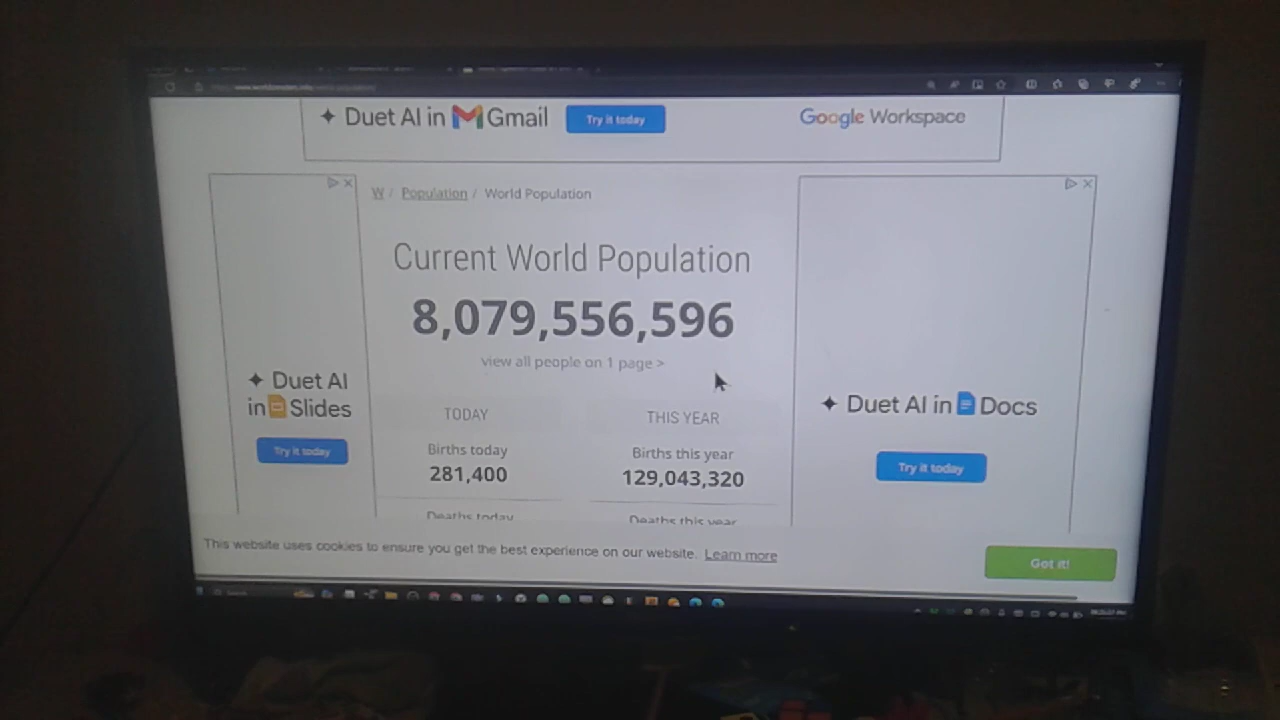 Duet AI in Gmail
Try it today
Google Workspace
W / Population / World Population
Current World Population
8,079,556,596
view all people on 1 page >
Duet AI
in Slides
Try it today
Duet AI in Docs
Try it today
TODAY
THIS YEAR
Births today
281,400
Births this year
129,043,320
Deaths today
Deaths this year
This website uses cookies to ensure you get the best experience on our website. Learn more
Got it!